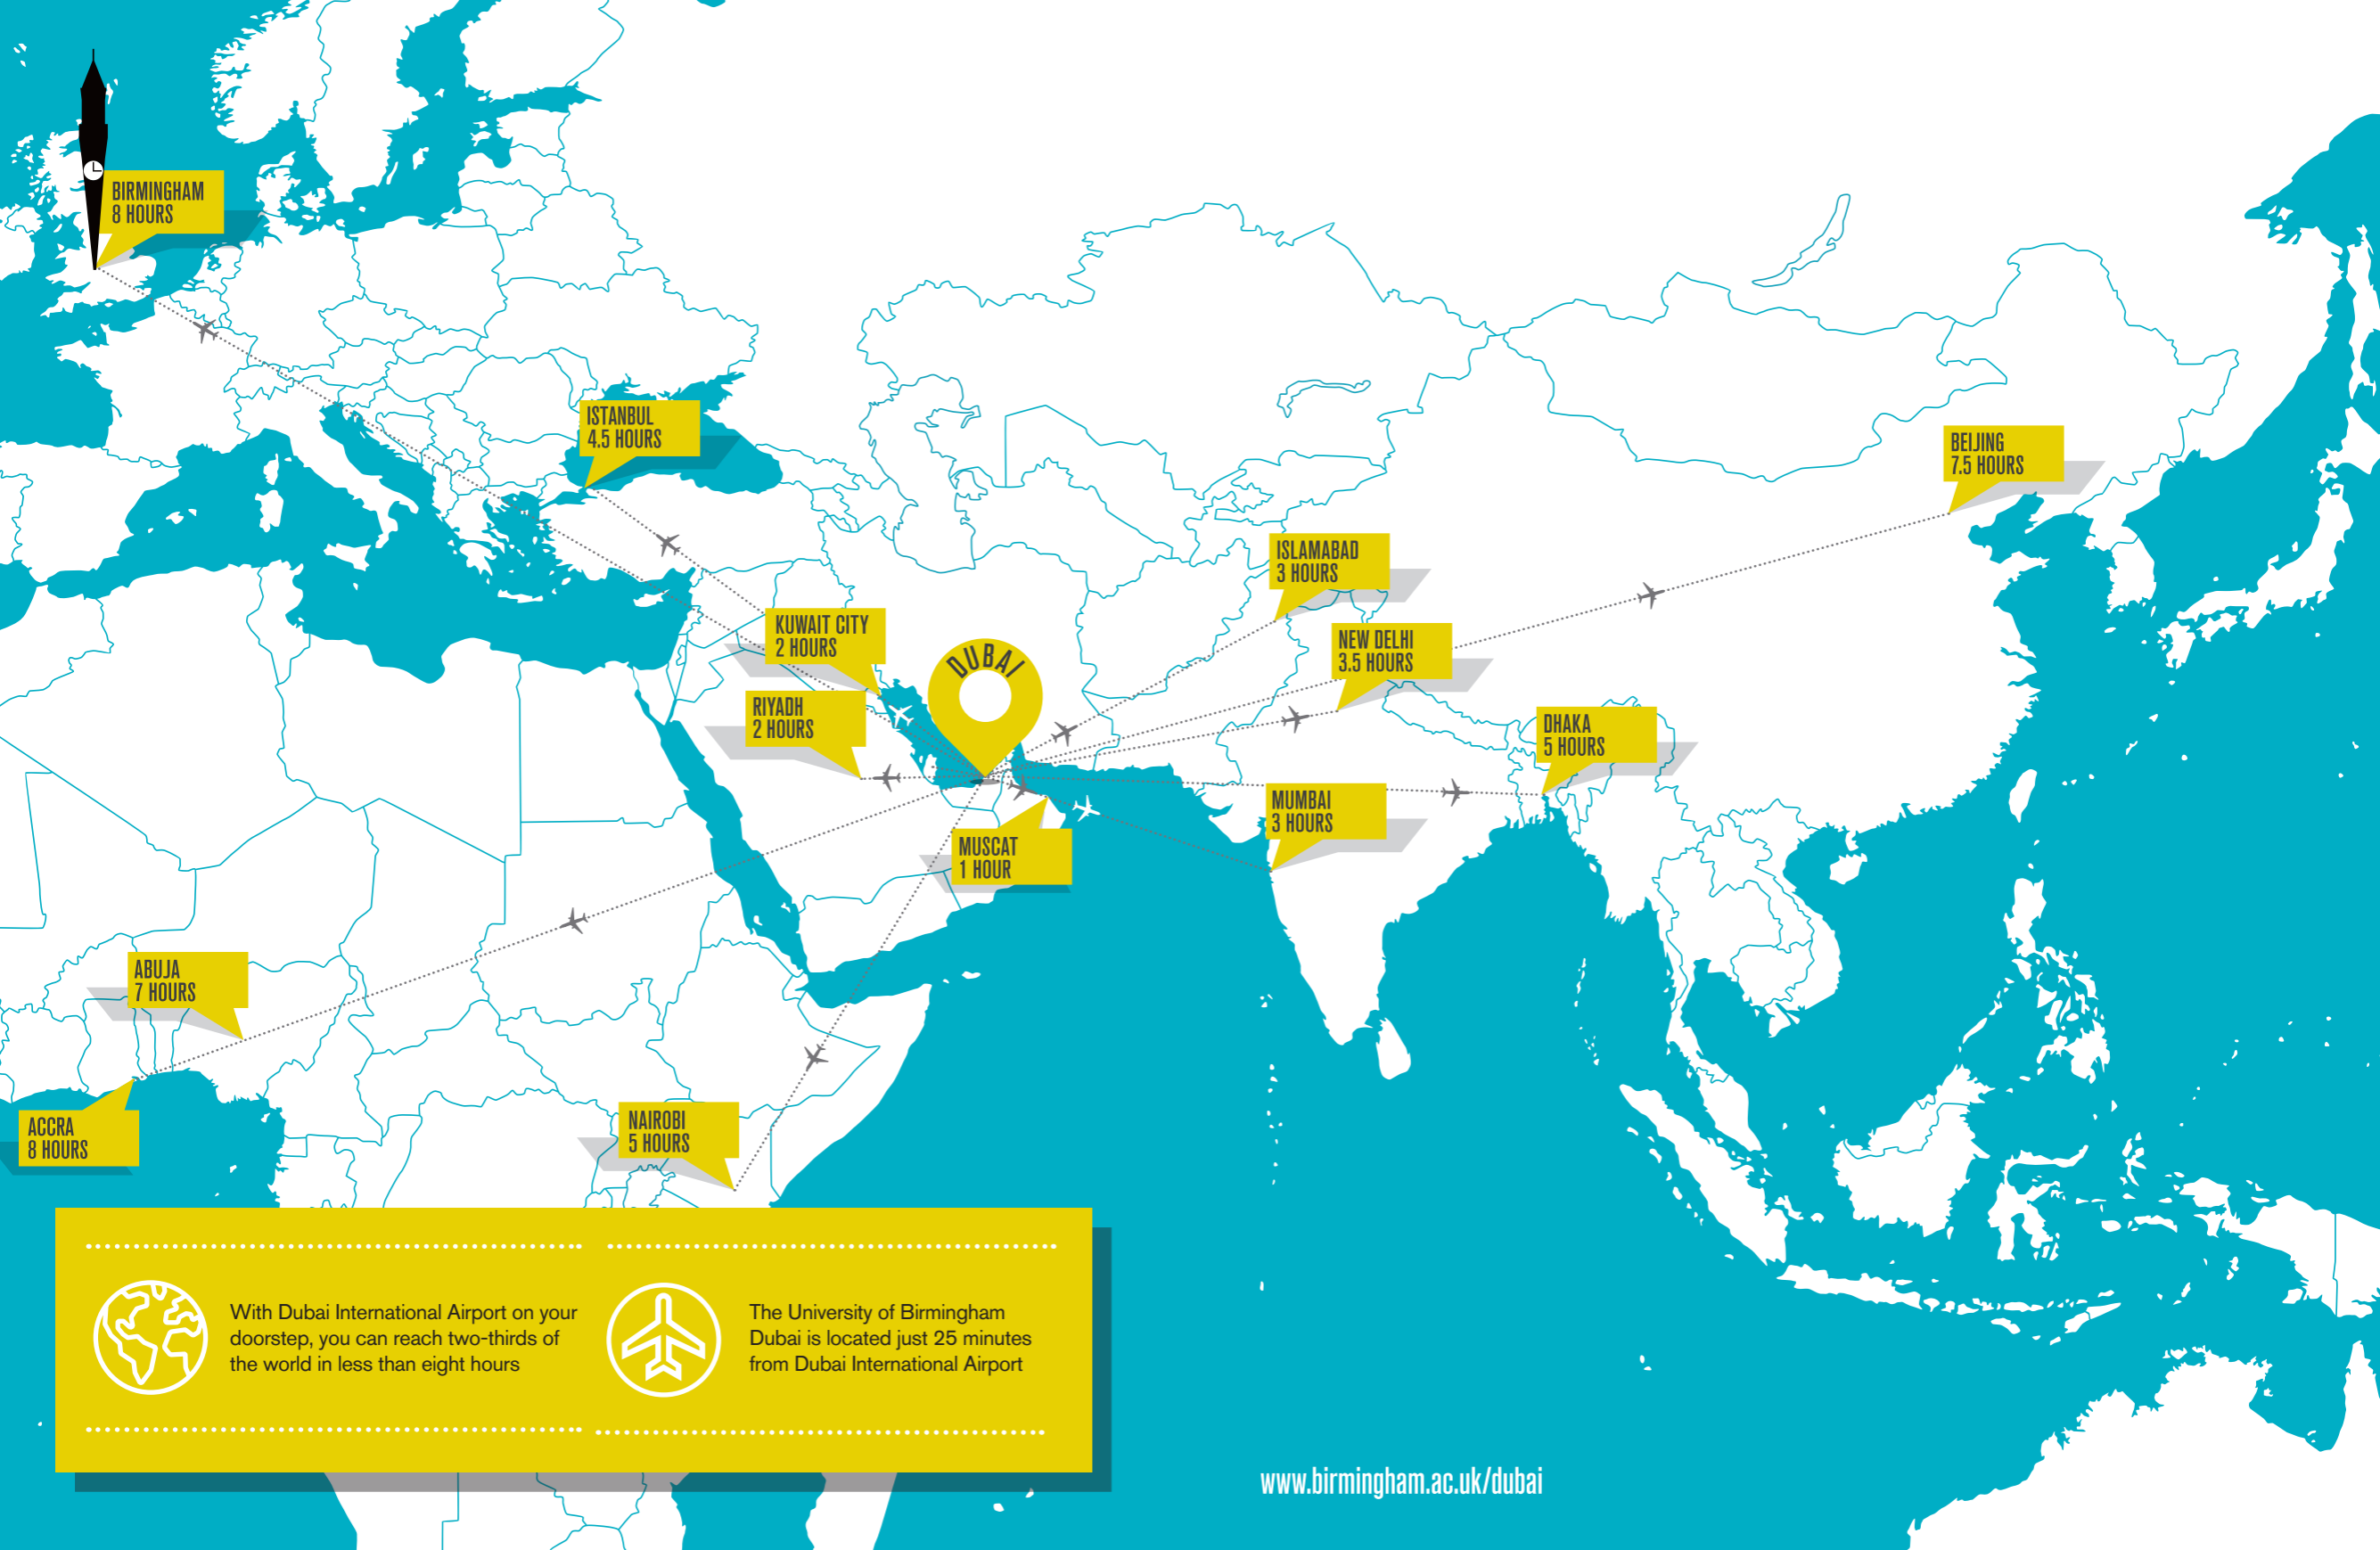 BIRMINGHAM
8 HOURS
ISTANBUL
4.5 HOURS
BEIJING
7.5 HOURS
ISLAMABAD
3 HOURS
KUWAIT CITY
2 HOURS
DUBAI
NEW DELHI
3.5 HOURS
RIYADH
2 HOURS
DHAKA
5 HOURS
MUMBAI
3 HOURS
MUSCAT
1 HOUR
ABUJA
7 HOURS
ACCRA
8 HOURS
NAIROBI
5 HOURS
With Dubai International Airport on your
doorstep, you can reach two-thirds of
the world in less than eight hours
The University of Birmingham
Dubai is located just 25 minutes
from Dubai International Airport
www.birmingham.ac.uk/dubai